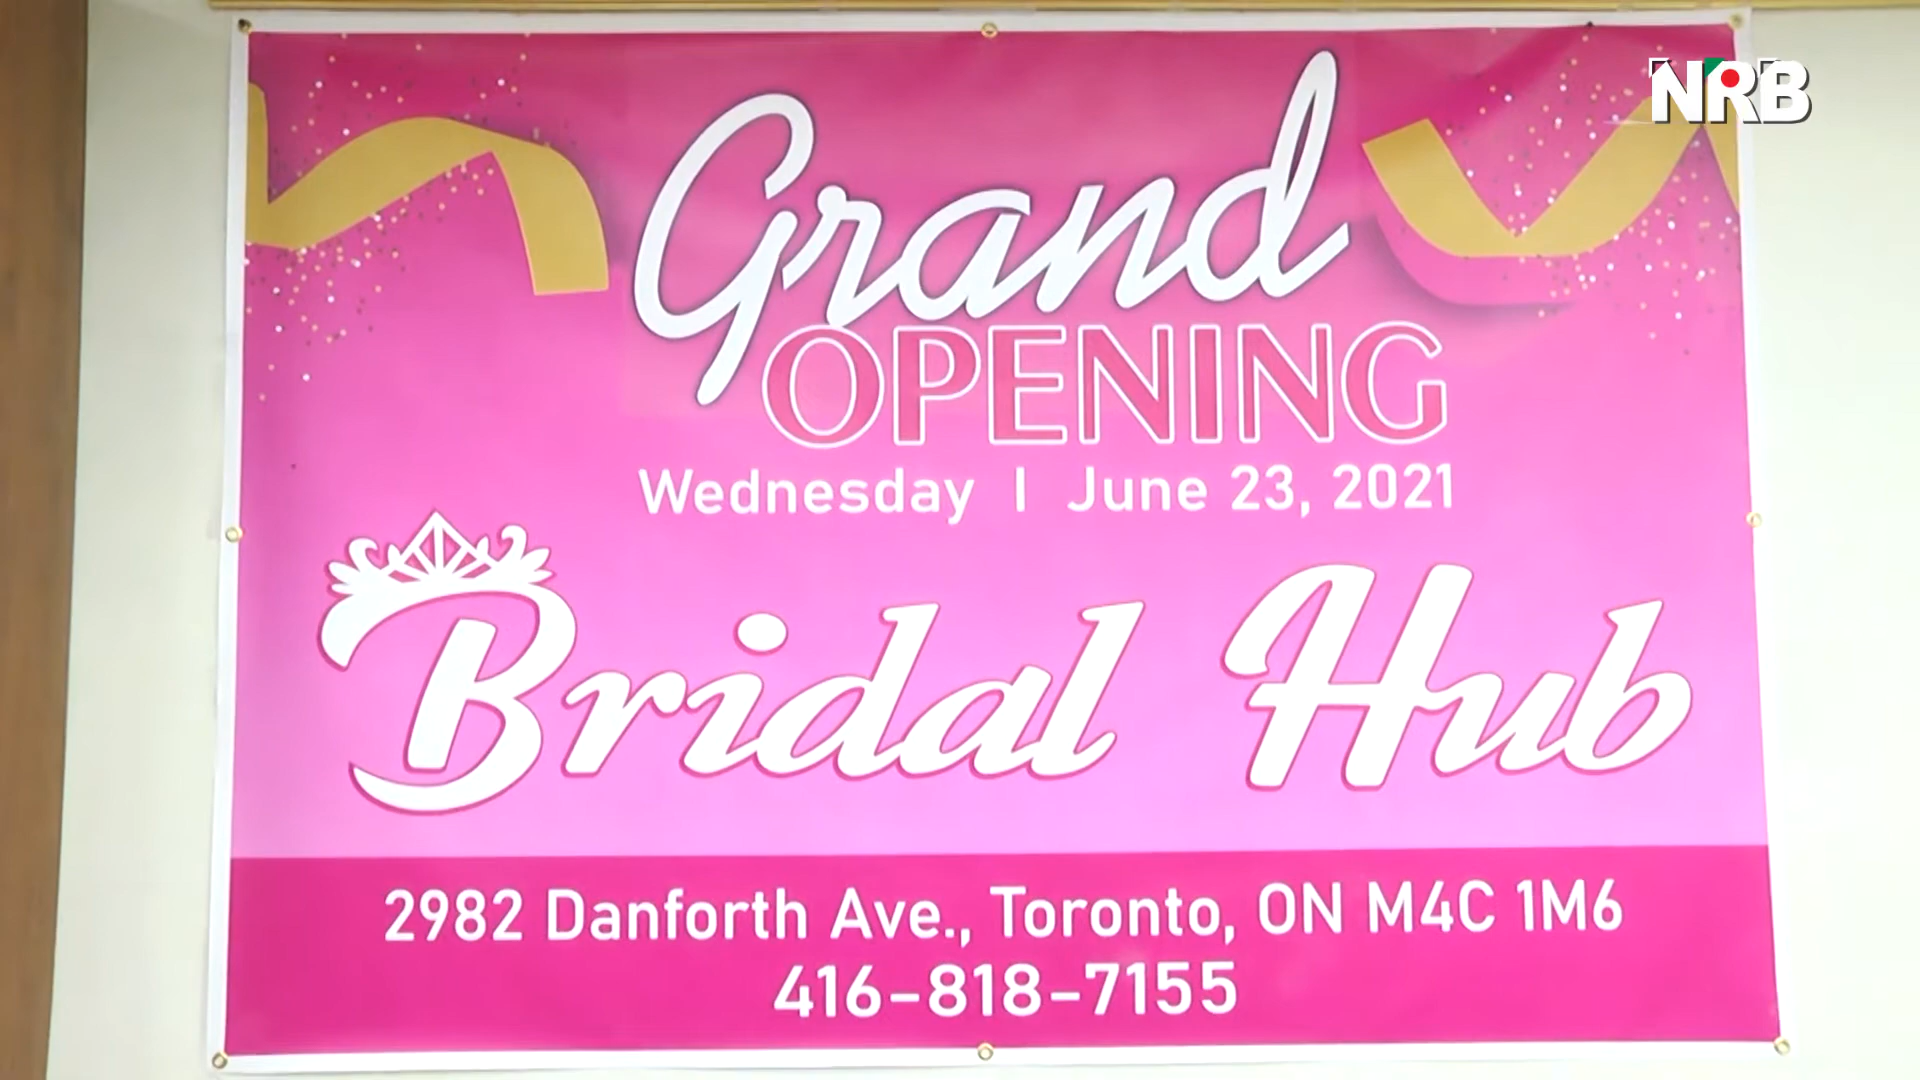 NRB
Grand
OPENING
Wednesday | June 23, 2021
Bridal Hub
2982 Danforth Ave., Toronto, ON M4C 1M6
416-818-7155